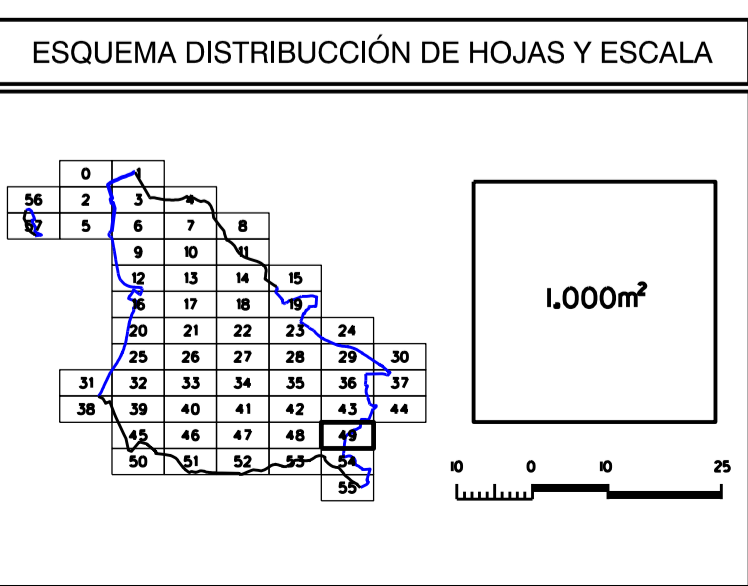 ESQUEMA DISTRIBUCCIÓN DE HOJAS Y ESCALA
0 1
56 2 3 4
57 5 6 7 8
9 10 11
12 13 14 15
16 17 18 19
20 21 22 23 24
25 26 27 28 29 30
31 32 33 34 35 36 37
38 39 40 41 42 43 44
45 46 47 48 49
50 51 52 53 54
55
1.000m²
10 0 10 25